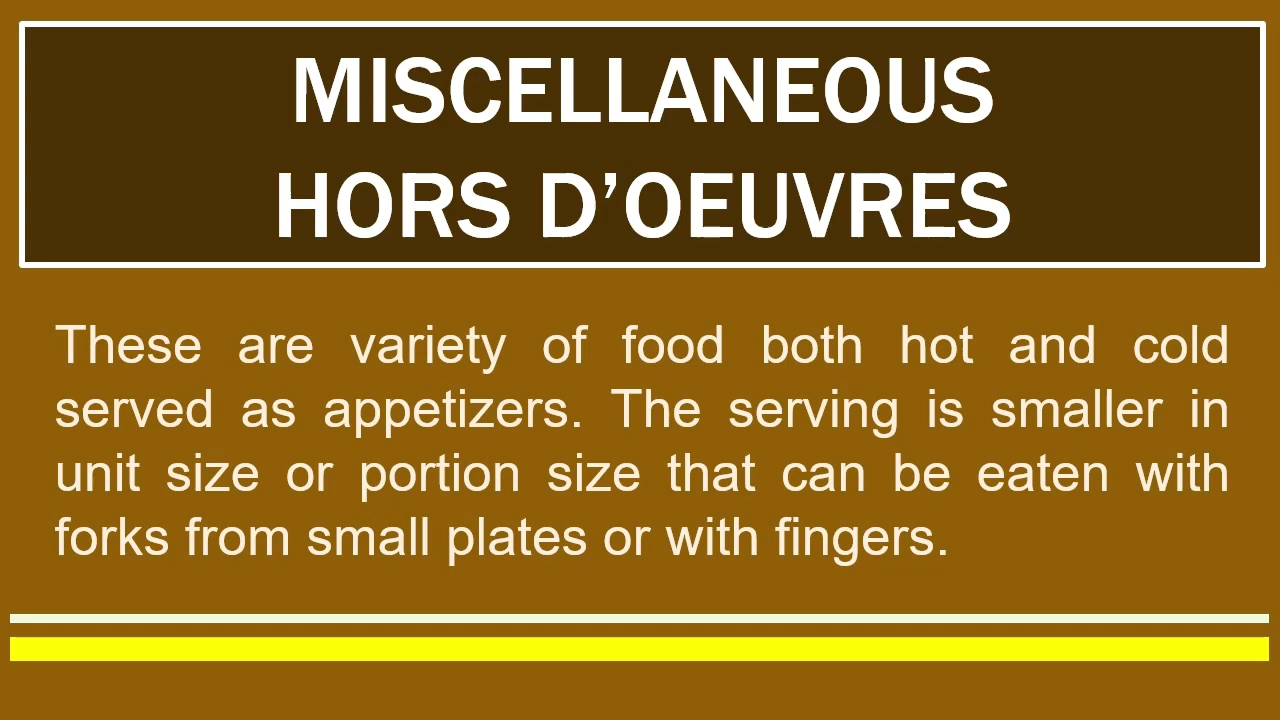 MISCELLANEOUS
HORS D’OEUVRES
These are variety of food both hot and cold
served as appetizers. The serving is smaller in
unit size or portion size that can be eaten with
forks from small plates or with fingers.